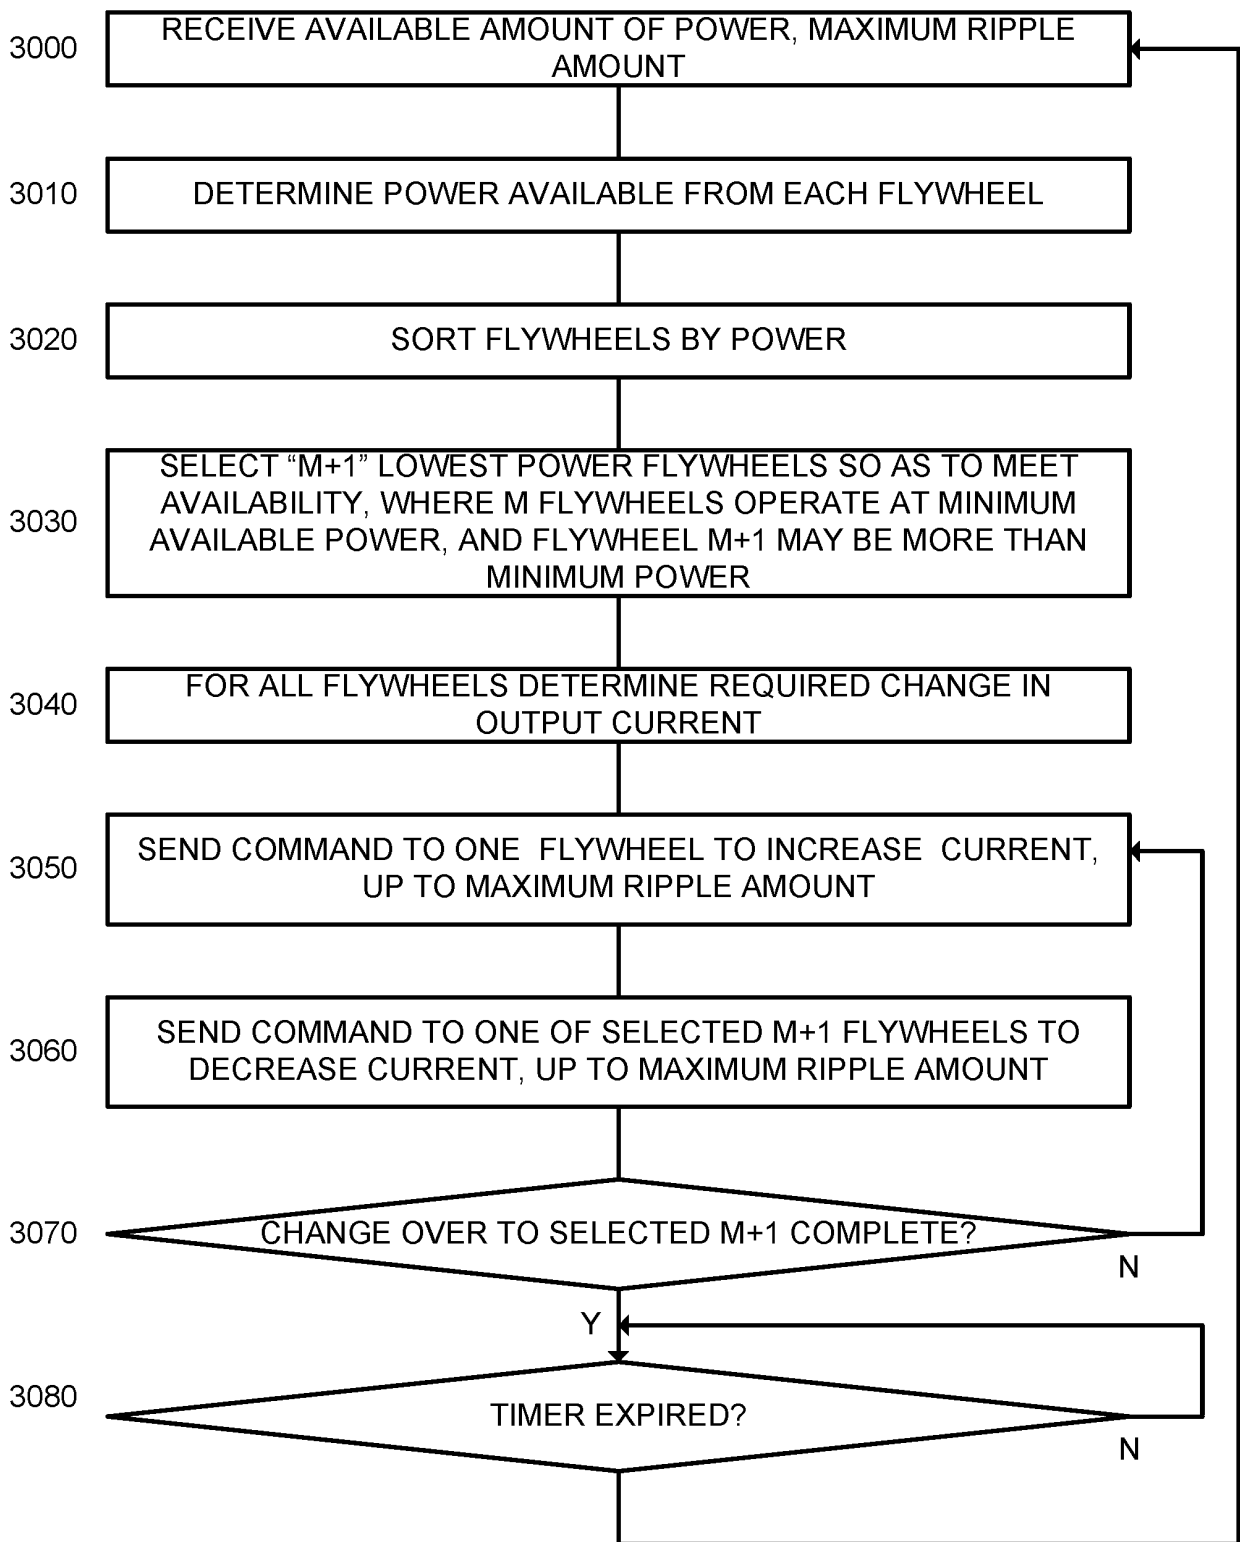 3000
RECEIVE AVAILABLE AMOUNT OF POWER, MAXIMUM RIPPLE
AMOUNT
3010
DETERMINE POWER AVAILABLE FROM EACH FLYWHEEL
3020
SORT FLYWHEELS BY POWER
3030
SELECT “M+1” LOWEST POWER FLYWHEELS SO AS TO MEET
AVAILABILITY, WHERE M FLYWHEELS OPERATE AT MINIMUM
AVAILABLE POWER, AND FLYWHEEL M+1 MAY BE MORE THAN
MINIMUM POWER
3040
FOR ALL FLYWHEELS DETERMINE REQUIRED CHANGE IN
OUTPUT CURRENT
3050
SEND COMMAND TO ONE FLYWHEEL TO INCREASE CURRENT,
UP TO MAXIMUM RIPPLE AMOUNT
3060
SEND COMMAND TO ONE OF SELECTED M+1 FLYWHEELS TO
DECREASE CURRENT, UP TO MAXIMUM RIPPLE AMOUNT
3070
CHANGE OVER TO SELECTED M+1 COMPLETE?
N
Y
3080
TIMER EXPIRED?
N